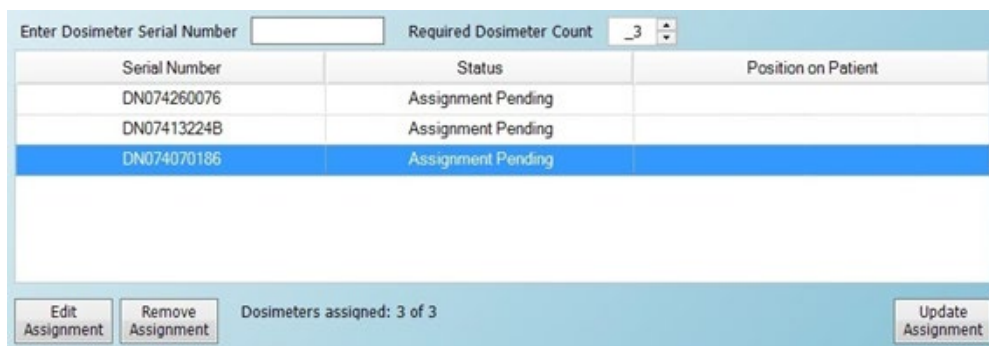 Enter Dosimeter Serial Number Required Dosimeter Count _3
Serial Number Status Position on Patient
DN074260076 Assignment Pending
DN07413224B Assignment Pending
DN074070186 Assignment Pending
Edit Assignment Remove Assignment Dosimeters assigned: 3 of 3 Update Assignment